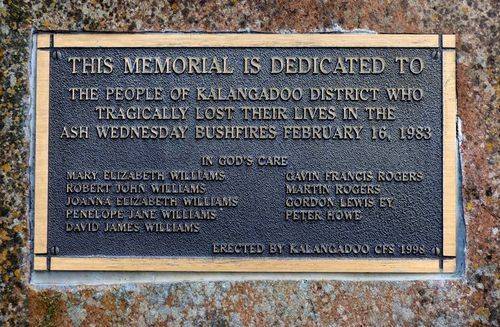 THIS MEMORIAL IS DEDICATED TO
THE PEOPLE OF KALANGADOO DISTRICT WHO
TRAGICALLY LOST THEIR LIVES IN THE
ASH WEDNESDAY BUSHFIRES FEBRUARY 16, 1983
IN GOD'S CARE
MARY ELIZABETH WILLIAMS
ROBERT JOHN WILLIAMS
JOANNA ELIZABETH WILLIAMS
PENELOPE JANE WILLIAMS
DAVID JAMES WILLIAMS
GAVIN FRANCIS ROGERS
MARTIN ROGERS
GORDON LEWIS EY
PETER HOWE
ERECTED BY KALANGADOO CFS 1998